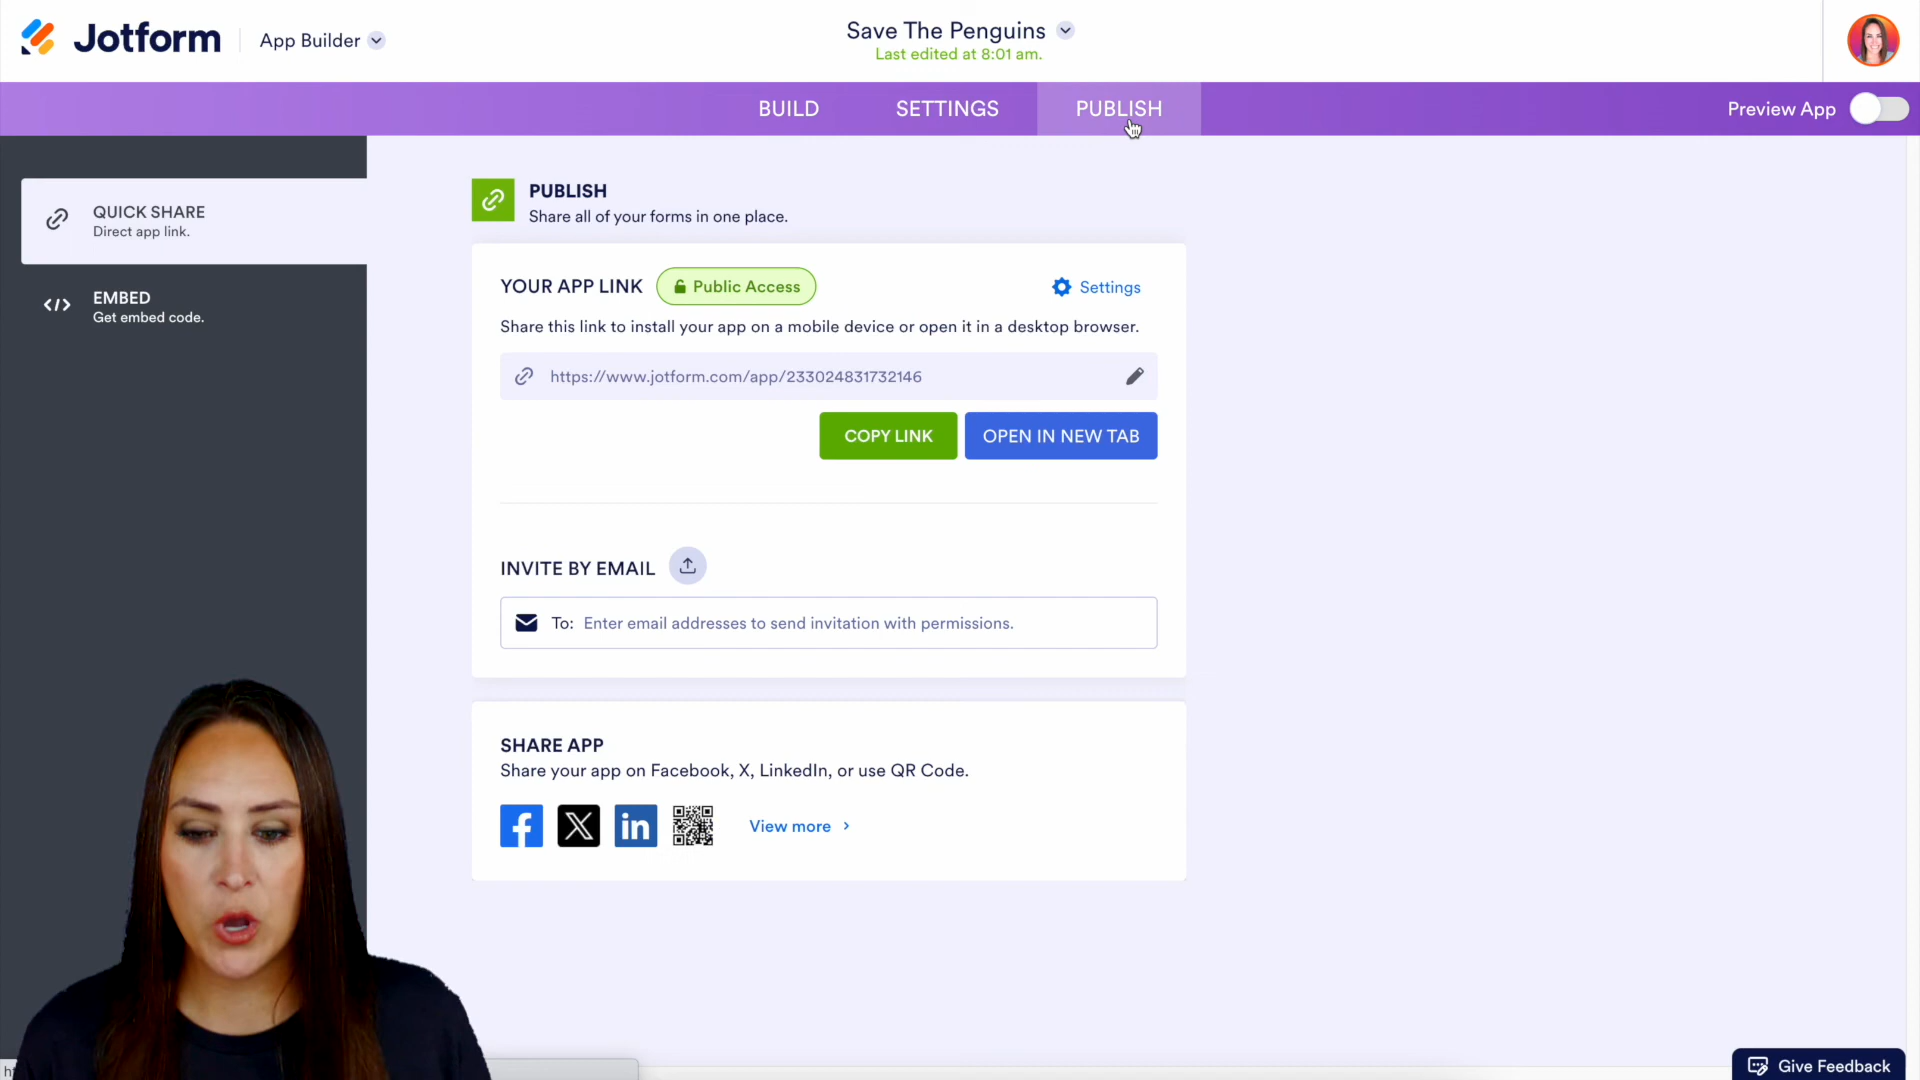 Jotform
App Builder
Save The Penguins
Last edited at 8:01 am.
BUILD
SETTINGS
PUBLISH
Preview App
QUICK SHARE
Direct app link.
EMBED
Get embed code.
PUBLISH
Share all of your forms in one place.
YOUR APP LINK
Public Access
Settings
Share this link to install your app on a mobile device or open it in a desktop browser.
https://www.jotform.com/app/233024831732146
COPY LINK
OPEN IN NEW TAB
INVITE BY EMAIL
To: Enter email addresses to send invitation with permissions.
SHARE APP
Share your app on Facebook, X, LinkedIn, or use QR Code.
View more
Give Feedback